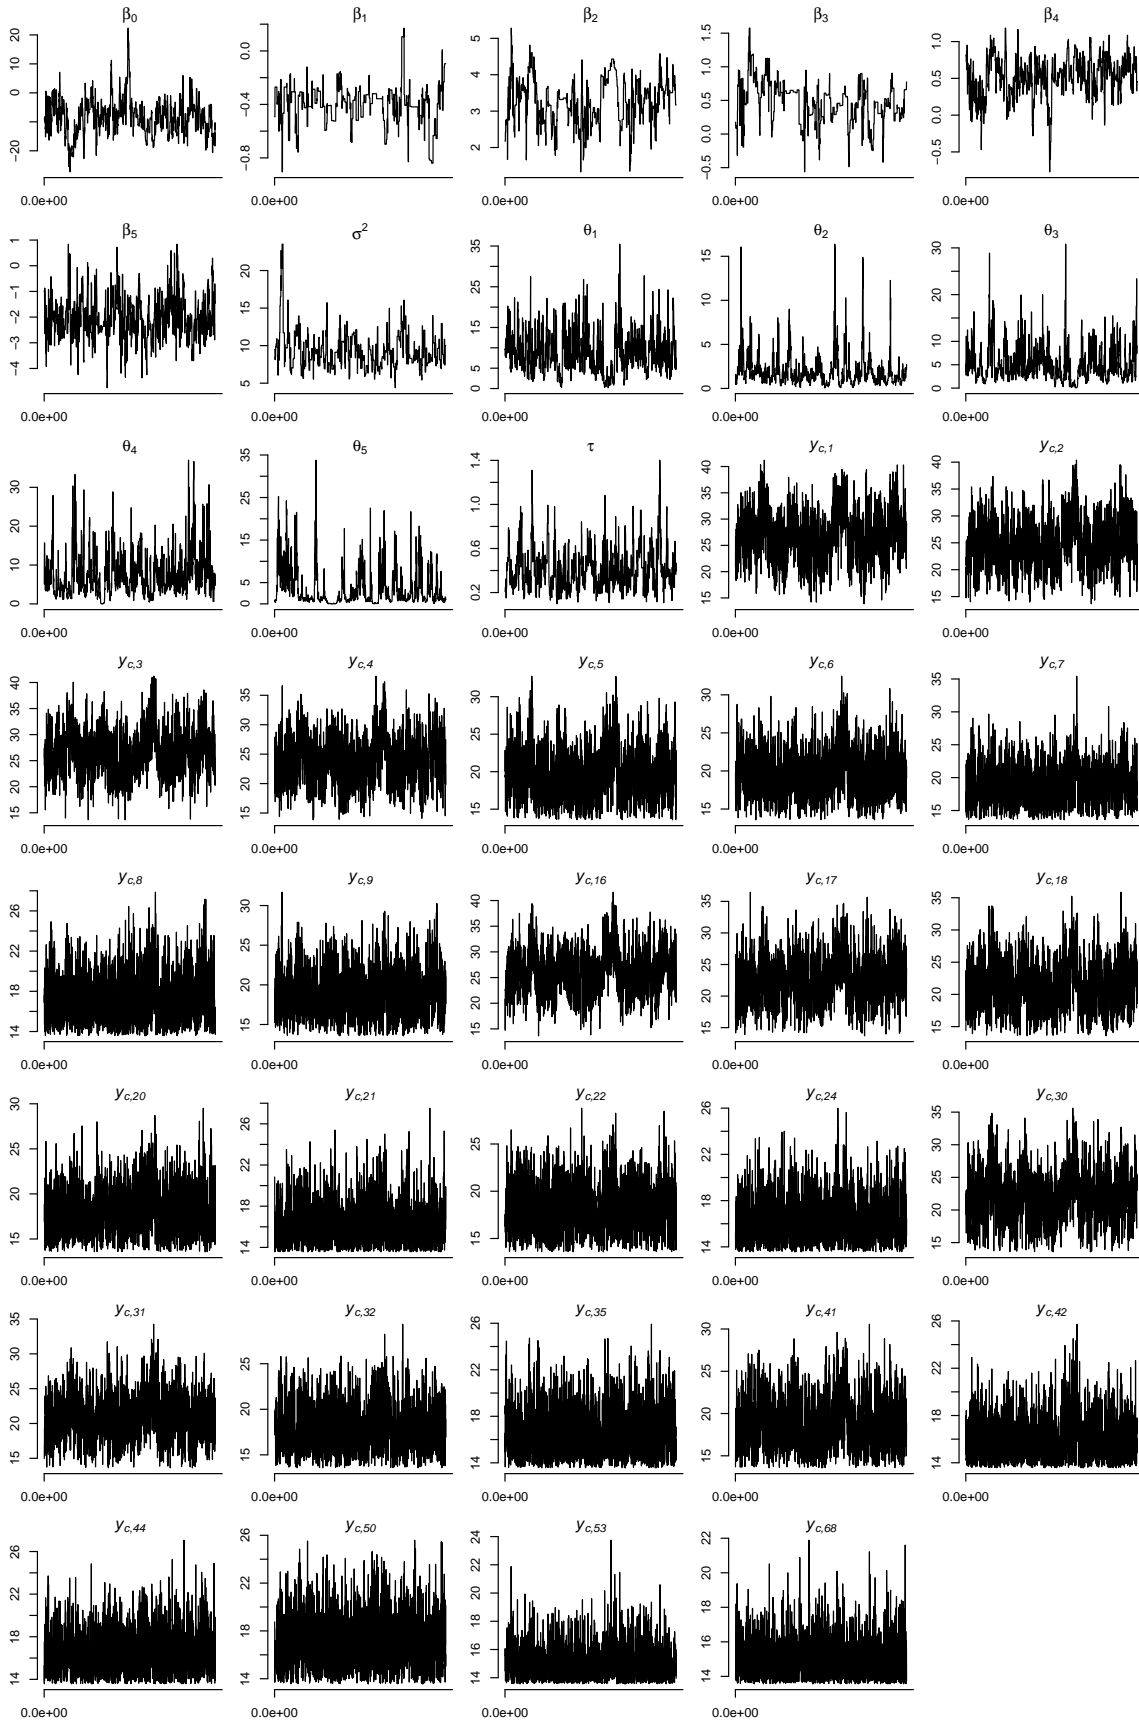 β0
−20 0 10 20
0.0e+00
β1
−0.8 −0.4 0.0
0.0e+00
β2
2 3 4 5
0.0e+00
β3
−0.5 0.0 0.5 1.0 1.5
0.0e+00
β4
−0.5 0.0 0.5 1.0
0.0e+00
β5
−4 −3 −2 −1 0 1
0.0e+00
σ2
5 10 15 20
0.0e+00
θ1
0 5 10 15 20 25 35
0.0e+00
θ2
0 5 10 15
0.0e+00
θ3
0 5 10 20 30
0.0e+00
θ4
0 10 20 30
0.0e+00
θ5
0 5 15 25 35
0.0e+00
τ
0.2 0.6 1.0 1.4
0.0e+00
yc,1
15 20 25 30 35 40
0.0e+00
yc,2
15 20 25 30 35 40
0.0e+00
yc,3
15 20 25 30 35 40
0.0e+00
yc,4
15 20 25 30 35
0.0e+00
yc,5
15 20 25 30
0.0e+00
yc,6
15 20 25 30
0.0e+00
yc,7
15 20 25 30 35
0.0e+00
yc,8
14 18 22 26
0.0e+00
yc,9
15 20 25 30
0.0e+00
yc,16
15 20 25 30 35 40
0.0e+00
yc,17
15 20 25 30 35
0.0e+00
yc,18
15 20 25 30 35
0.0e+00
yc,20
15 20 25 30
0.0e+00
yc,21
14 18 22 26
0.0e+00
yc,22
15 20 25
0.0e+00
yc,24
14 18 22 26
0.0e+00
yc,30
15 20 25 30 35
0.0e+00
yc,31
15 20 25 30 35
0.0e+00
yc,32
15 20 25
0.0e+00
yc,35
14 18 22 26
0.0e+00
yc,41
15 20 25 30
0.0e+00
yc,42
14 18 22 26
0.0e+00
yc,44
14 18 22 26
0.0e+00
yc,50
14 18 22 26
0.0e+00
yc,53
14 16 18 20 22 24
0.0e+00
yc,68
14 16 18 20 22
0.0e+00